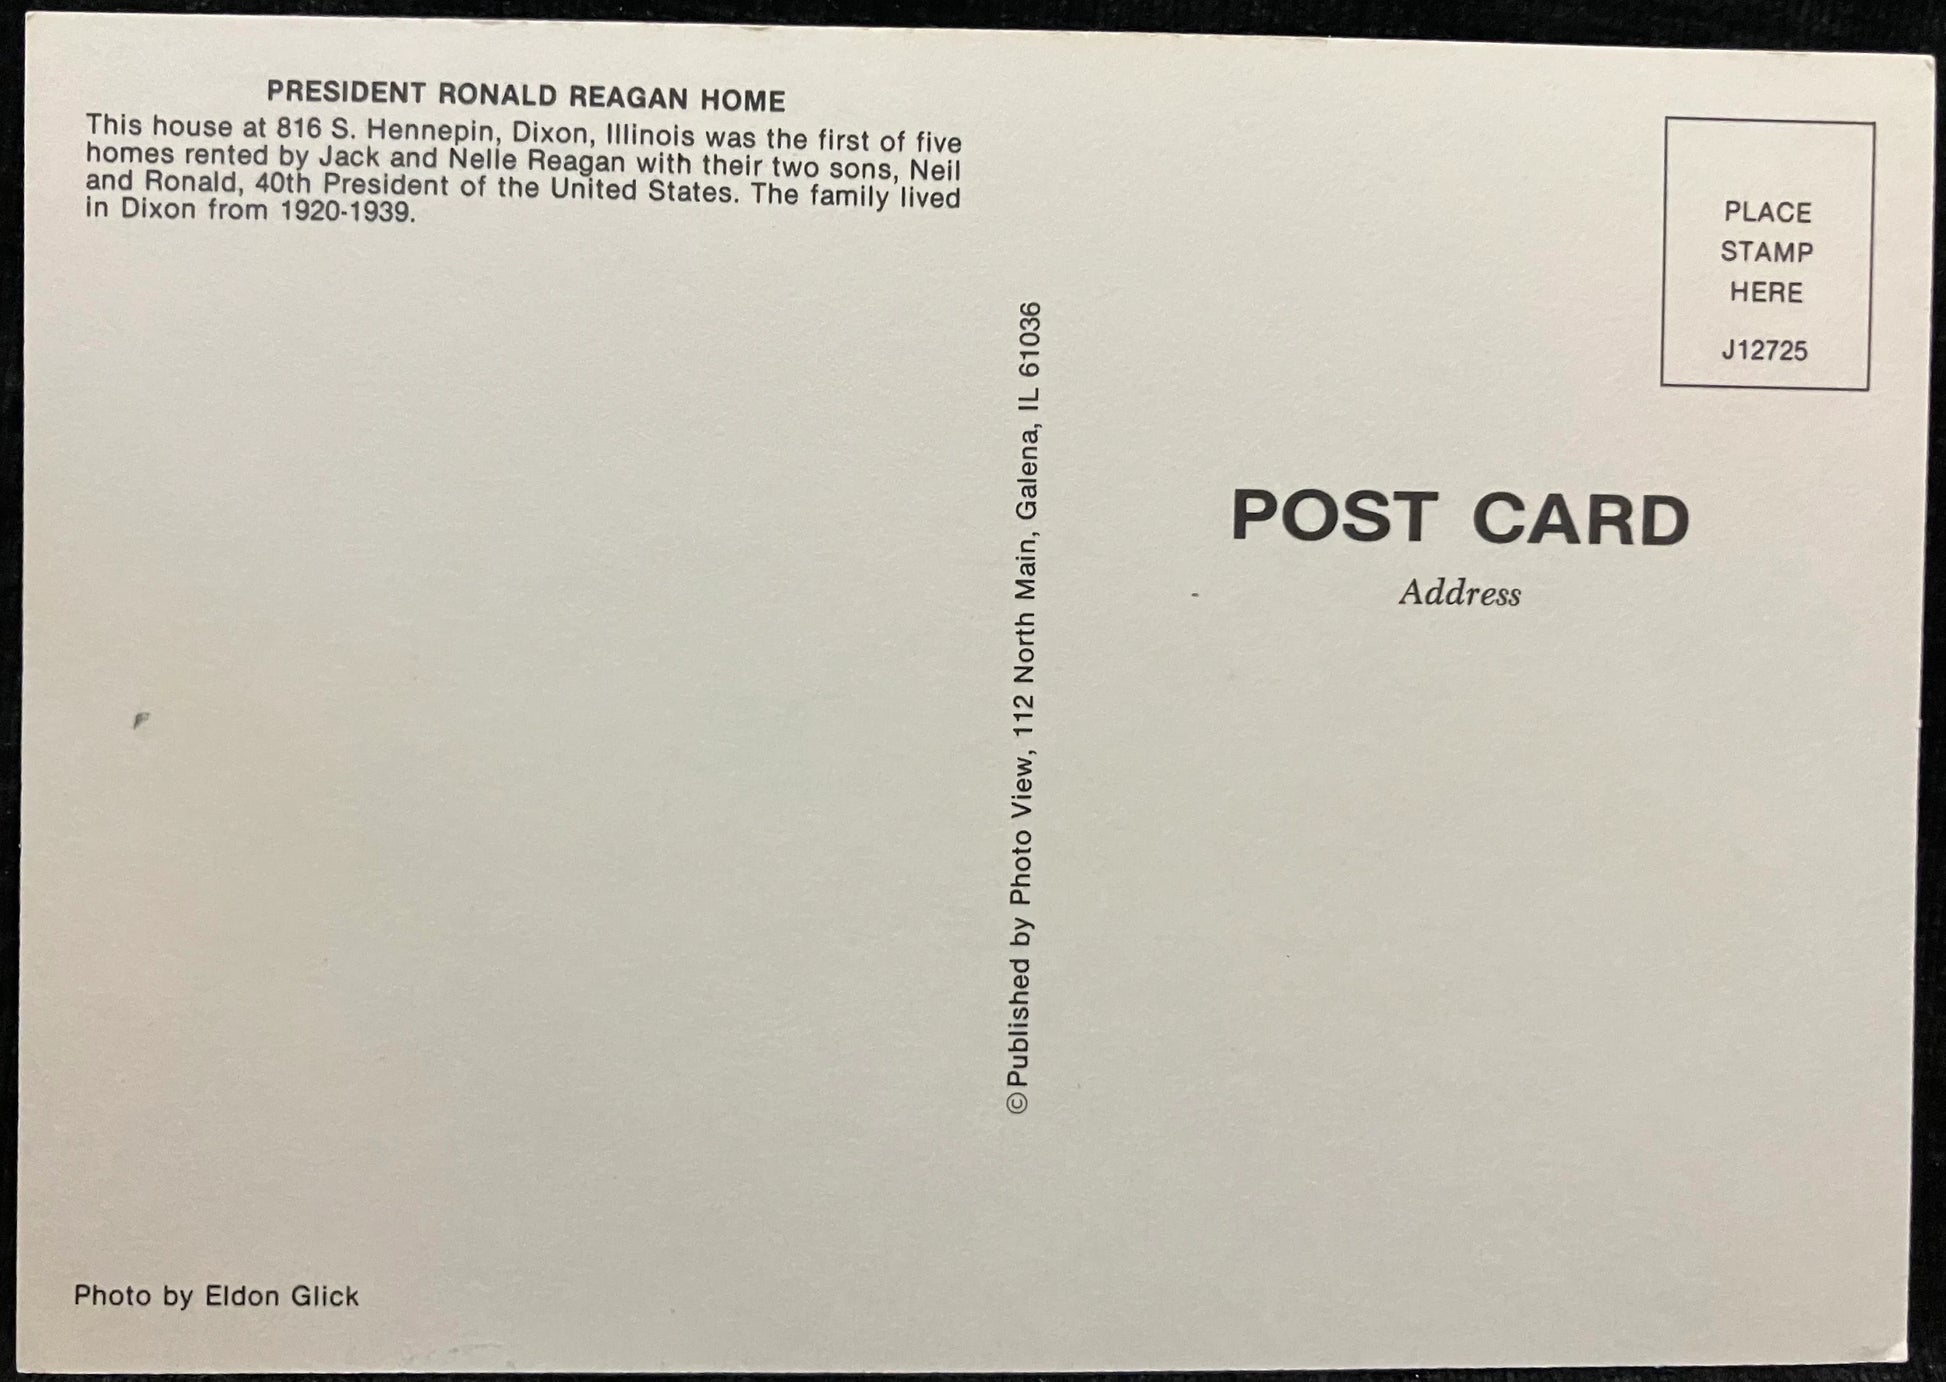 PRESIDENT RONALD REAGAN HOME
This house at 816 S. Hennepin, Dixon, Illinois was the first of five
homes rented by Jack and Nelle Reagan with their two sons, Neil
and Ronald, 40th President of the United States. The family lived
in Dixon from 1920-1939.
Photo by Eldon Glick
©Published by Photo View, 112 North Main, Galena, IL 61036
PLACE
STAMP
HERE
J12725
POST CARD
Address